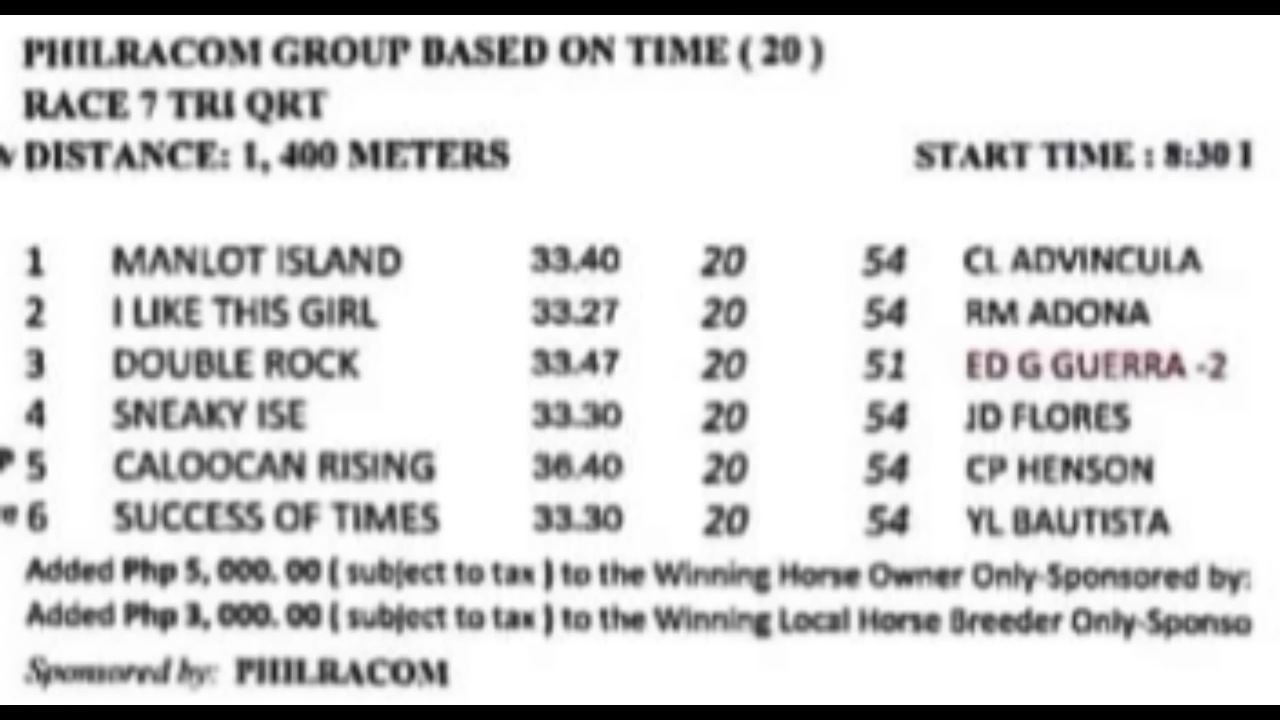 PHILRACOM GROUP BASED ON TIME ( 20 )
RACE 7 TRI QRT
DISTANCE: 1, 400 METERS START TIME : 8:30
1 MANLOT ISLAND 33.40 20 54 CL ADVINCULA
2 I LIKE THIS GIRL 33.27 20 54 RM ADONA
3 DOUBLE ROCK 33.47 20 51 ED G GUERRA -2
4 SNEAKY ISE 33.30 20 54 JD FLORES
5 CALOOCAN RISING 36.40 20 54 CP HENSON
6 SUCCESS OF TIMES 33.30 20 54 YL BAUTISTA
Added Php 5, 000. 00 ( subject to tax ) to the Winning Horse Owner Only-Sponsored by:
Added Php 3, 000. 00 ( subject to tax ) to the Winning Local Horse Breeder Only-Sponso
Sponsored by: PHILRACOM